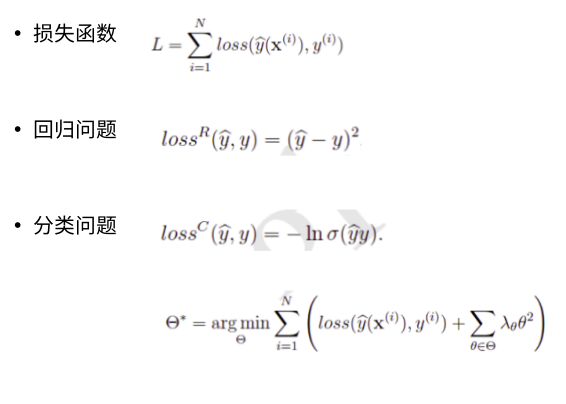 • 损失函数 L = \sum_{i=1}^{N} loss(\hat{y}(\mathbf{x}^{(i)}), y^{(i)})
• 回归问题 loss^{R}(\hat{y}, y) = (\hat{y} - y)^2
• 分类问题 loss^{C}(\hat{y}, y) = -\ln \sigma(\hat{y}y).
\Theta^* = \arg\min_{\Theta} \sum_{i=1}^{N} \left( loss(\hat{y}(\mathbf{x}^{(i)}), y^{(i)}) + \sum_{\theta \in \Theta} \lambda_\theta \theta^2 \right)